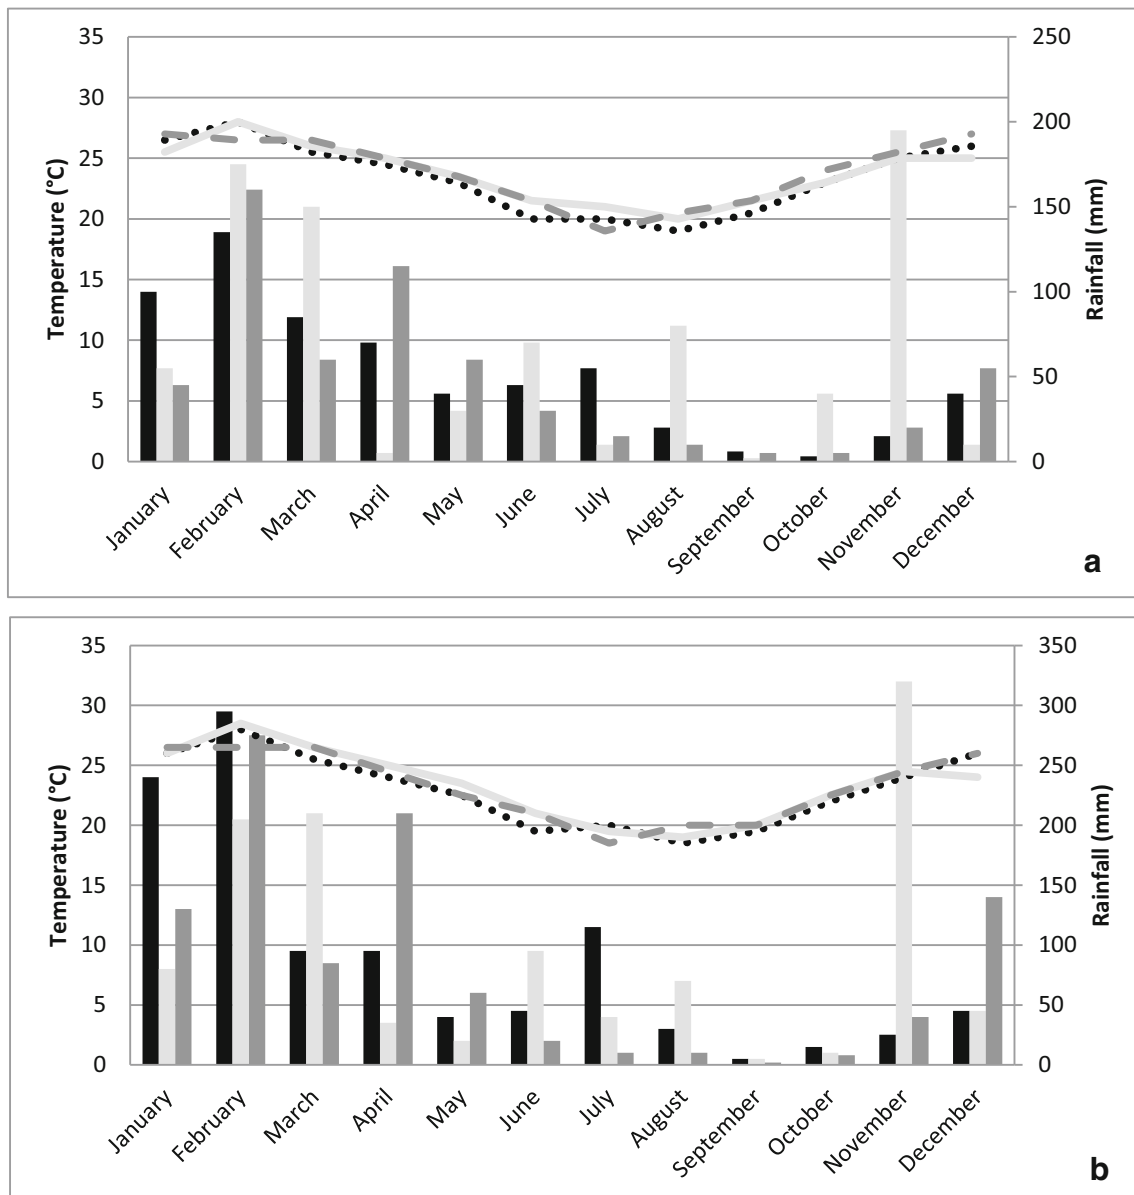 35
30
25
20
15
10
5
0
Temperature (°C)
250
200
150
100
50
0
Rainfall (mm)
January
February
March
April
May
June
July
August
September
October
November
December
a
35
30
25
20
15
10
5
0
Temperature (°C)
350
300
250
200
150
100
50
0
Rainfall (mm)
January
February
March
April
May
June
July
August
September
October
November
December
b